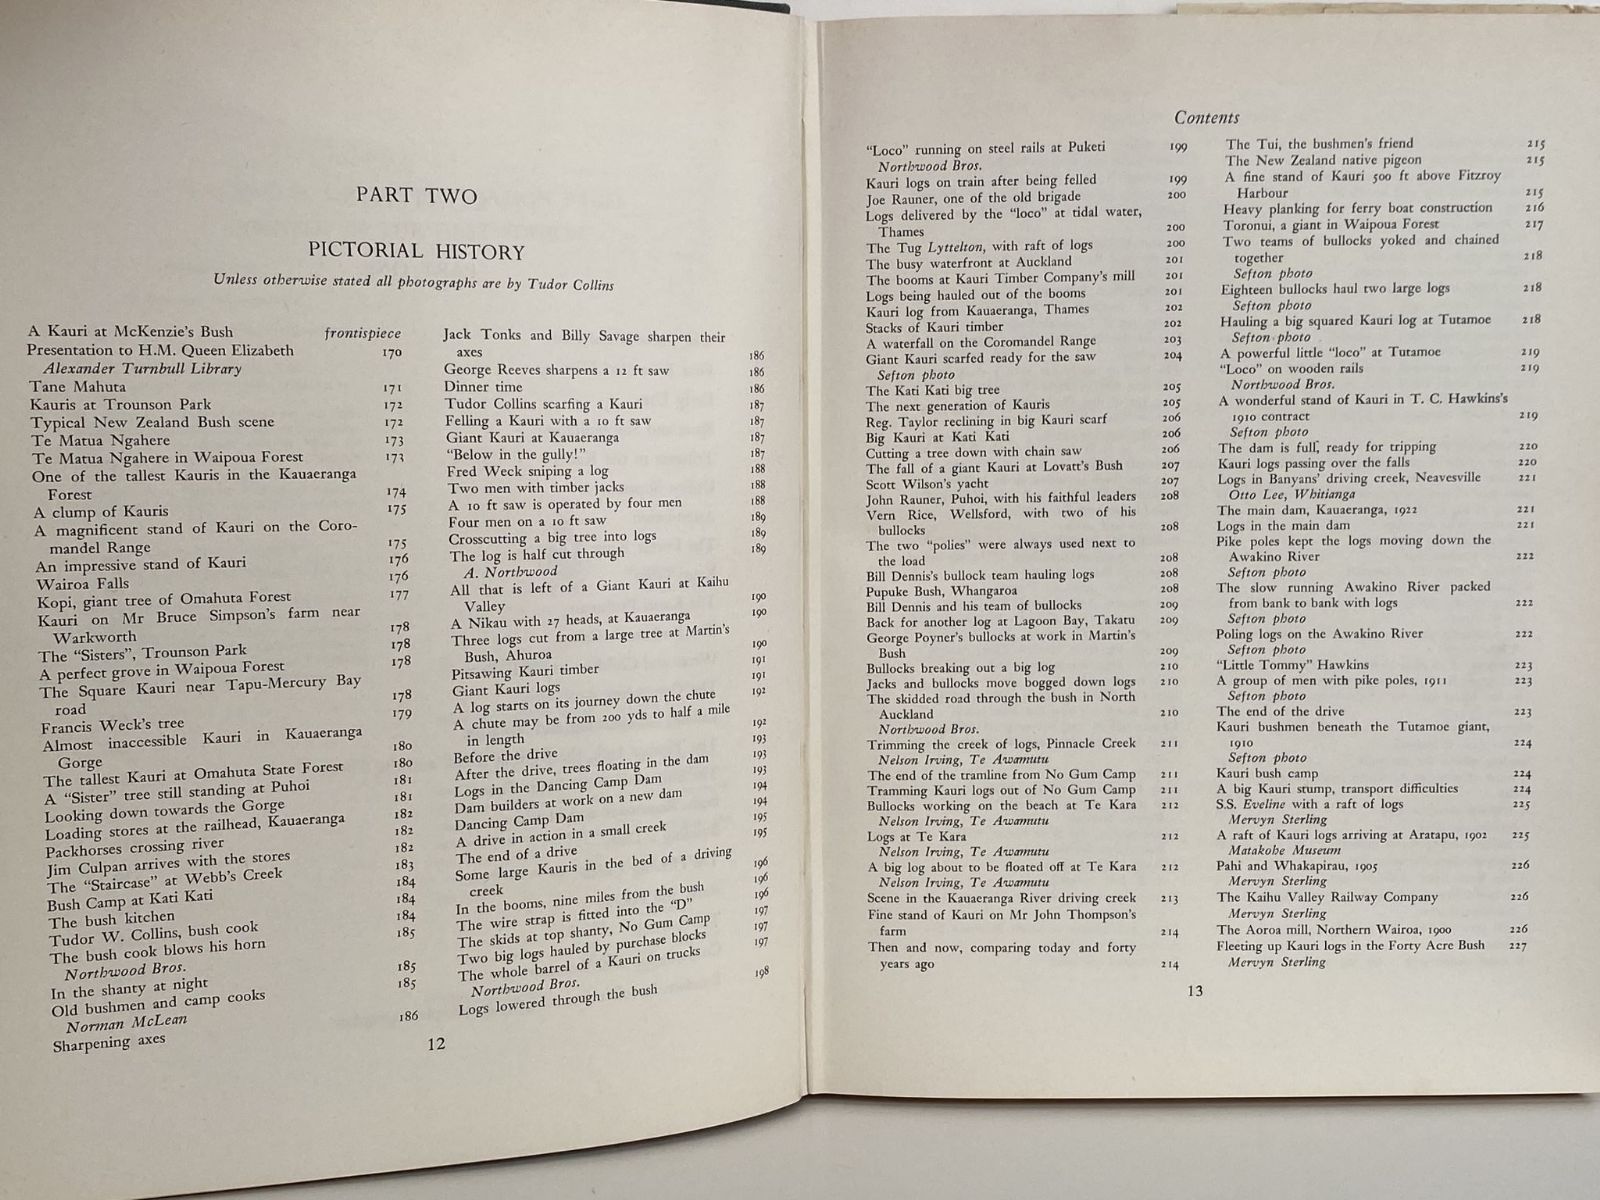 PART TWO
PICTORIAL HISTORY
Unless otherwise stated all photographs are by Tudor Collins
A Kauri at McKenzie's Bush frontispiece
Presentation to H.M. Queen Elizabeth 170
Alexander Turnbull Library
Tane Mahuta 171
Kauris at Trounson Park 172
Typical New Zealand Bush scene 172
Te Matua Ngahere 173
Te Matua Ngahere in Waipoua Forest 173
One of the tallest Kauris in the Kauaeranga
Forest 174
A clump of Kauris 175
A magnificent stand of Kauri on the Coro-
mandel Range 175
An impressive stand of Kauri 176
Wairoa Falls 176
Kopi, giant tree of Omahuta Forest 177
Kauri on Mr Bruce Simpson's farm near
Warkworth 178
The "Sisters", Trounson Park 178
A perfect grove in Waipoua Forest 178
The Square Kauri near Tapu-Mercury Bay
road 178
Francis Weck's tree 179
Almost inaccessible Kauri in Kauaeranga
Gorge 180
The tallest Kauri at Omahuta State Forest 180
A "Sister" tree still standing at Puhoi 181
Looking down towards the Gorge 181
Loading stores at the railhead, Kauaeranga 182
Packhorses crossing river 182
Jim Culpan arrives with the stores 182
The "Staircase" at Webb's Creek 183
Bush Camp at Kati Kati 184
The bush kitchen 184
Tudor W. Collins, bush cook 184
The bush cook blows his horn 185
Northwood Bros.
In the shanty at night 185
Old bushmen and camp cooks 185
Norman McLean
Sharpening axes 186
Jack Tonks and Billy Savage sharpen their
axes 186
George Reeves sharpens a 12 ft saw 186
Dinner time 186
Tudor Collins scarfing a Kauri 187
Felling a Kauri with a 10 ft saw 187
Giant Kauri at Kauaeranga 187
"Below in the gully!" 187
Fred Weck sniping a log 188
Two men with timber jacks 188
A 10 ft saw is operated by four men 188
Four men on a 10 ft saw 189
Crosscutting a big tree into logs 189
The log is half cut through 189
A. Northwood
All that is left of a Giant Kauri at Kaihu
Valley 190
A Nikau with 27 heads, at Kauaeranga 190
Three logs cut from a large tree at Martin's
Bush, Ahuroa 190
Pitsawing Kauri timber 191
Giant Kauri logs 191
A log starts on its journey down the chute 192
A chute may be from 200 yds to half a mile
in length 192
Before the drive 193
After the drive, trees floating in the dam 193
Logs in the Dancing Camp Dam 193
Dam builders at work on a new dam 194
Dancing Camp Dam 194
A drive in action in a small creek 195
The end of a drive 195
Some large Kauris in the bed of a driving
creek 196
In the booms, nine miles from the bush 196
The wire strap is fitted into the "D" 196
The skids at top shanty, No Gum Camp 197
Two big logs hauled by purchase blocks 197
The whole barrel of a Kauri on trucks 197
Northwood Bros.
Logs lowered through the bush 198
12
Contents
"Loco" running on steel rails at Puketi 199
Northwood Bros.
Kauri logs on train after being felled 199
Joe Rauner, one of the old brigade 200
Logs delivered by the "loco" at tidal water,
Thames 200
The Tug Lyttelton, with raft of logs 200
The busy waterfront at Auckland 201
The booms at Kauri Timber Company's mill 201
Logs being hauled out of the booms 201
Kauri log from Kauaeranga, Thames 202
Stacks of Kauri timber 202
A waterfall on the Coromandel Range 203
Giant Kauri scarfed ready for the saw 204
Sefton photo
The Kati Kati big tree 205
The next generation of Kauris 205
Reg. Taylor reclining in big Kauri scarf 206
Big Kauri at Kati Kati 206
Cutting a tree down with chain saw 206
The fall of a giant Kauri at Lovatt's Bush 207
Scott Wilson's yacht 207
John Rauner, Puhoi, with his faithful leaders 208
Vern Rice, Wellsford, with two of his
bullocks 208
The two "polies" were always used next to
the load 208
Bill Dennis's bullock team hauling logs 208
Pupuke Bush, Whangaroa 208
Bill Dennis and his team of bullocks 209
Back for another log at Lagoon Bay, Takatu 209
George Poyner's bullocks at work in Martin's
Bush 209
Bullocks breaking out a big log 210
Jacks and bullocks move bogged down logs 210
The skidded road through the bush in North
Auckland 210
Northwood Bros.
Trimming the creek of logs, Pinnacle Creek 211
Nelson Irving, Te Awamutu
The end of the tramline from No Gum Camp 211
Tramming Kauri logs out of No Gum Camp 211
Bullocks working on the beach at Te Kara 212
Nelson Irving, Te Awamutu
Logs at Te Kara 212
Nelson Irving, Te Awamutu
A big log about to be floated off at Te Kara 212
Nelson Irving, Te Awamutu
Scene in the Kauaeranga River driving creek 213
Fine stand of Kauri on Mr John Thompson's
farm 214
Then and now, comparing today and forty
years ago 214
The Tui, the bushmen's friend 215
The New Zealand native pigeon 215
A fine stand of Kauri 500 ft above Fitzroy
Harbour 215
Heavy planking for ferry boat construction 216
Toronui, a giant in Waipoua Forest 217
Two teams of bullocks yoked and chained
together 218
Sefton photo
Eighteen bullocks haul two large logs 218
Sefton photo
Hauling a big squared Kauri log at Tutamoe 218
Sefton photo
A powerful little "loco" at Tutamoe 219
"Loco" on wooden rails 219
Northwood Bros.
A wonderful stand of Kauri in T. C. Hawkins's
1910 contract 219
Sefton photo
The dam is full, ready for tripping 220
Kauri logs passing over the falls 220
Logs in Banyans' driving creek, Neavesville 221
Otto Lee, Whitianga
The main dam, Kauaeranga, 1922 221
Logs in the main dam 221
Pike poles kept the logs moving down the
Awakino River 222
Sefton photo
The slow running Awakino River packed
from bank to bank with logs 222
Sefton photo
Poling logs on the Awakino River 222
Sefton photo
"Little Tommy" Hawkins 223
A group of men with pike poles, 1911 223
Sefton photo
The end of the drive 223
Kauri bushmen beneath the Tutamoe giant,
1910 224
Sefton photo
Kauri bush camp 224
A big Kauri stump, transport difficulties 224
S.S. Eveline with a raft of logs 225
Mervyn Sterling
A raft of Kauri logs arriving at Aratapu, 1902 225
Matakohe Museum
Pahi and Whakapirau, 1905 226
Mervyn Sterling
The Kaihu Valley Railway Company 226
Mervyn Sterling
The Aoroa mill, Northern Wairoa, 1900 226
Fleeting up Kauri logs in the Forty Acre Bush 227
Mervyn Sterling
13